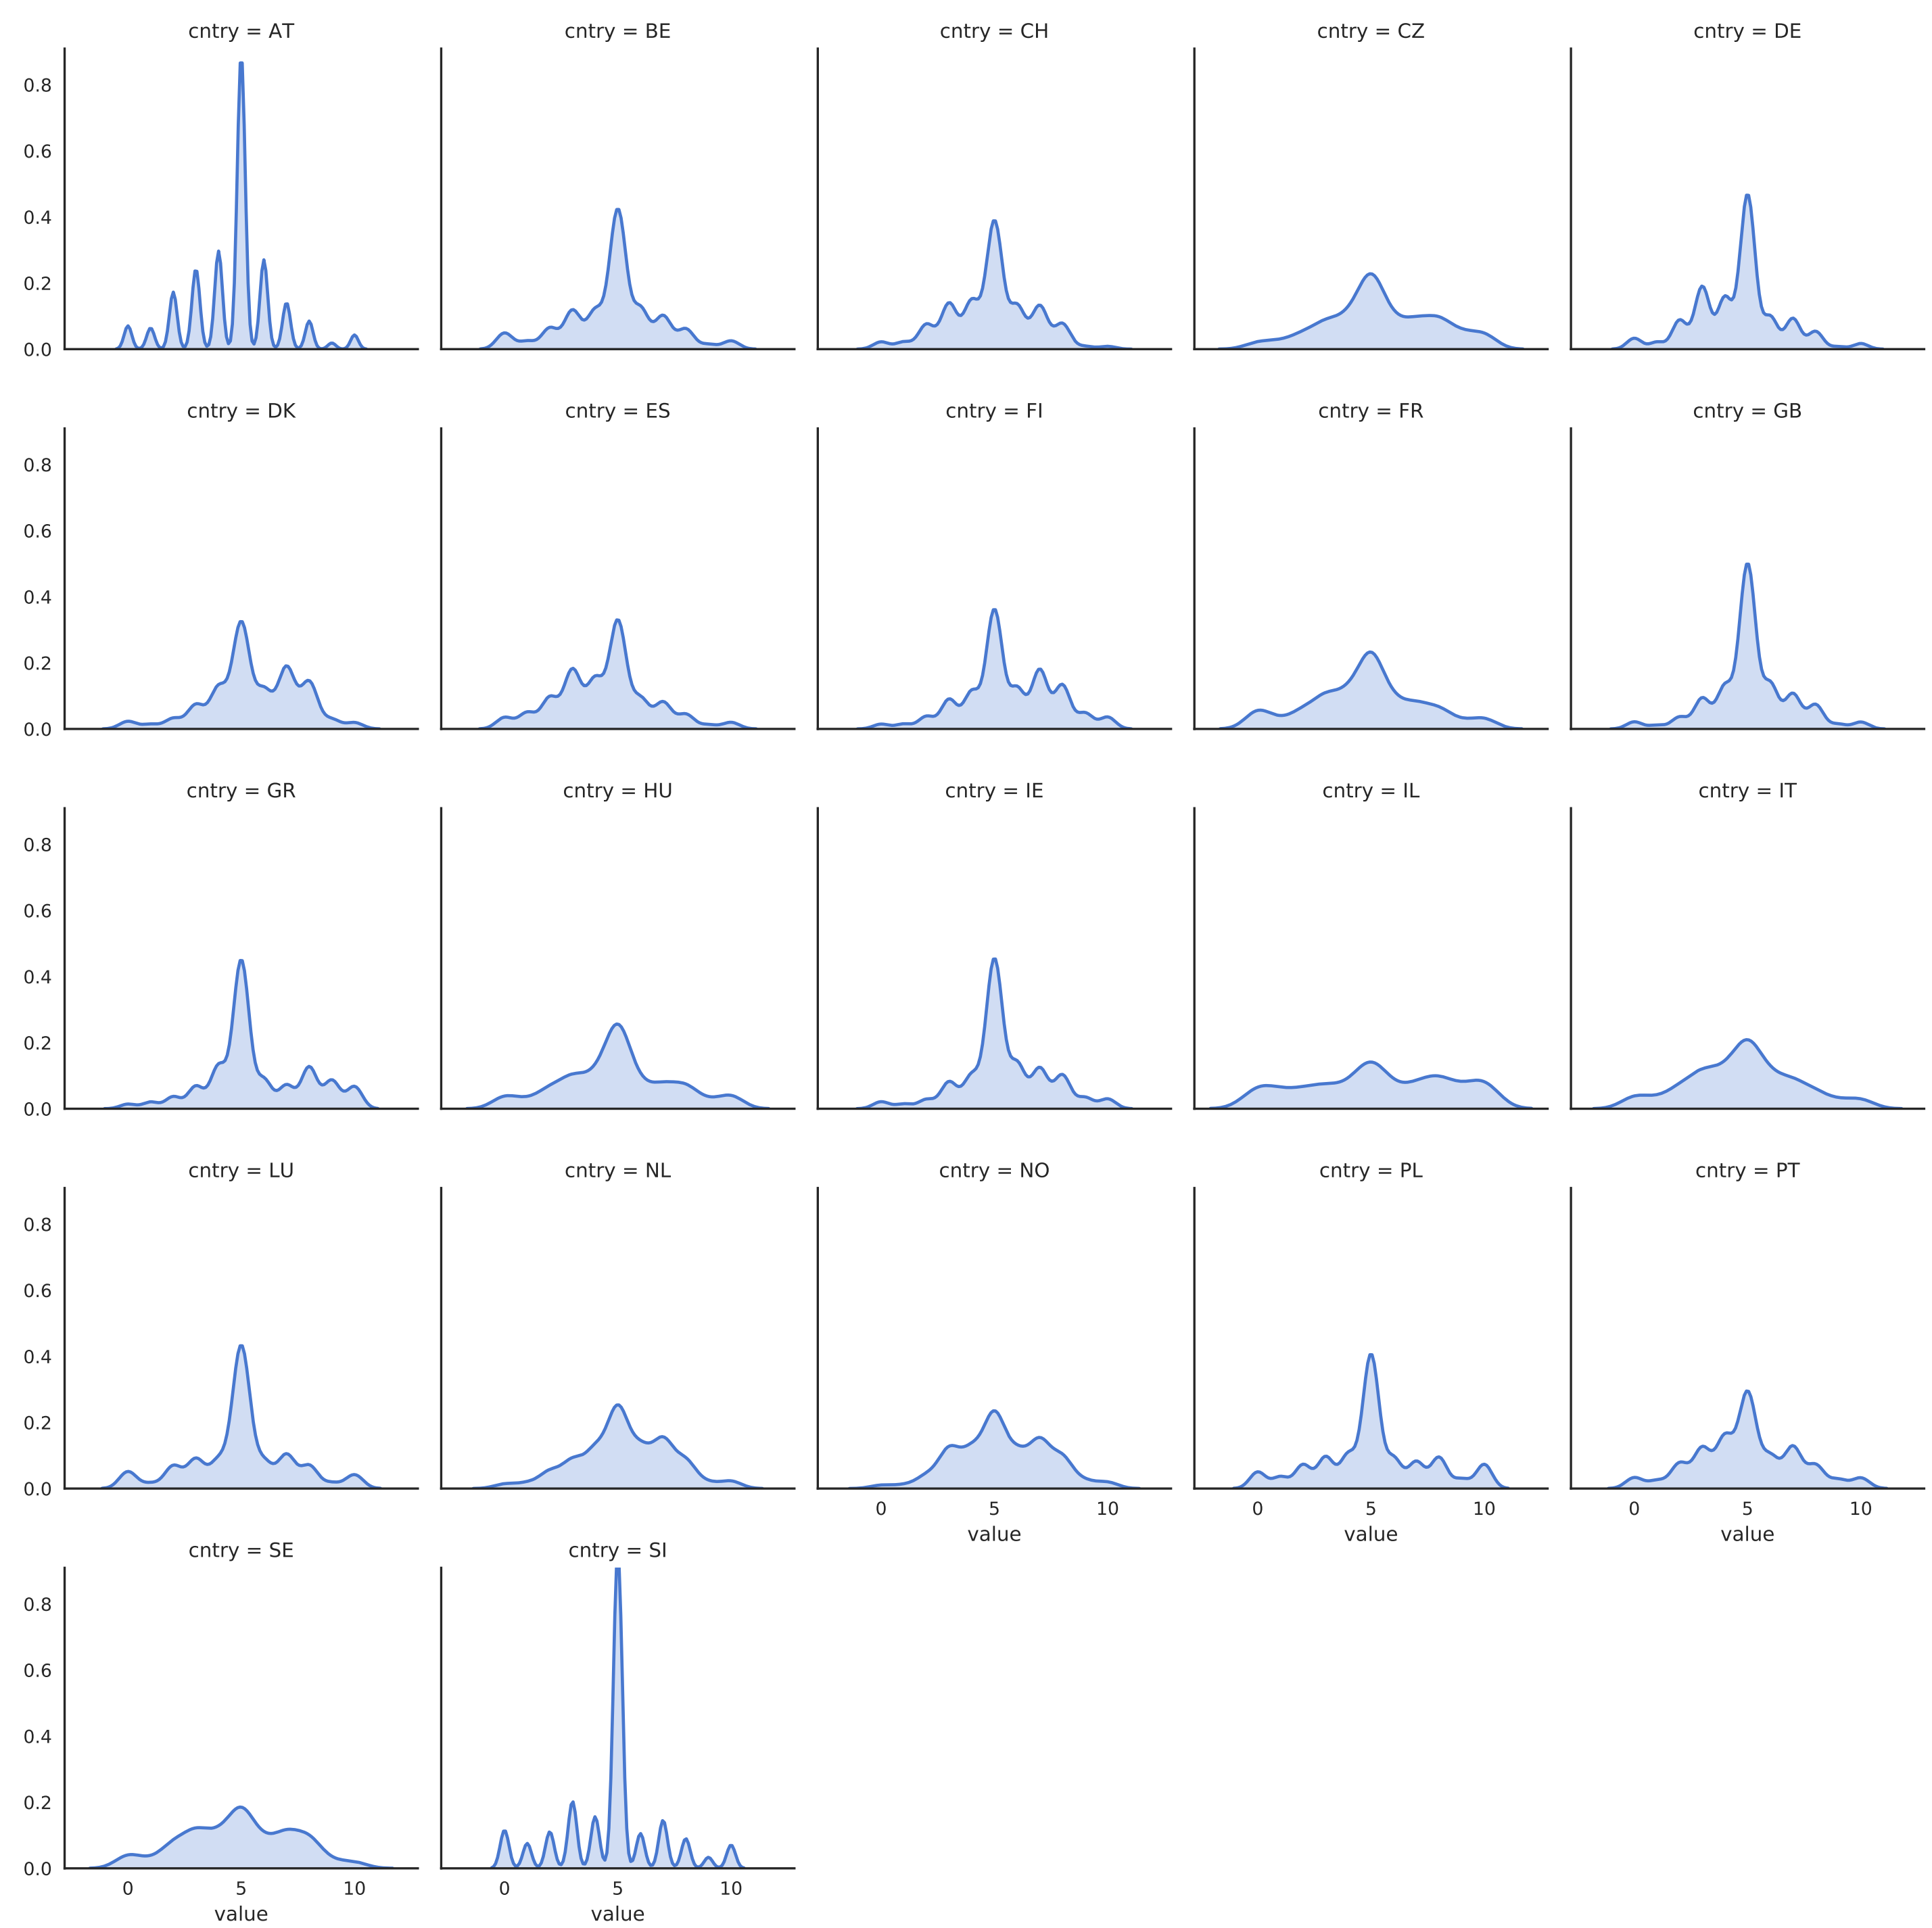 cntry = AT cntry = BE cntry = CH cntry = CZ cntry = DE
0.8
0.6
0.4
0.2
0.0
cntry = DK cntry = ES cntry = FI cntry = FR cntry = GB
0.8
0.6
0.4
0.2
0.0
cntry = GR cntry = HU cntry = IE cntry = IL cntry = IT
0.8
0.6
0.4
0.2
0.0
cntry = LU cntry = NL cntry = NO cntry = PL cntry = PT
0.8
0.6
0.4
0.2
0.0
0 5 10 0 5 10 0 5 10
value value value
cntry = SE cntry = SI
0.8
0.6
0.4
0.2
0.0
0 5 10 0 5 10
value value